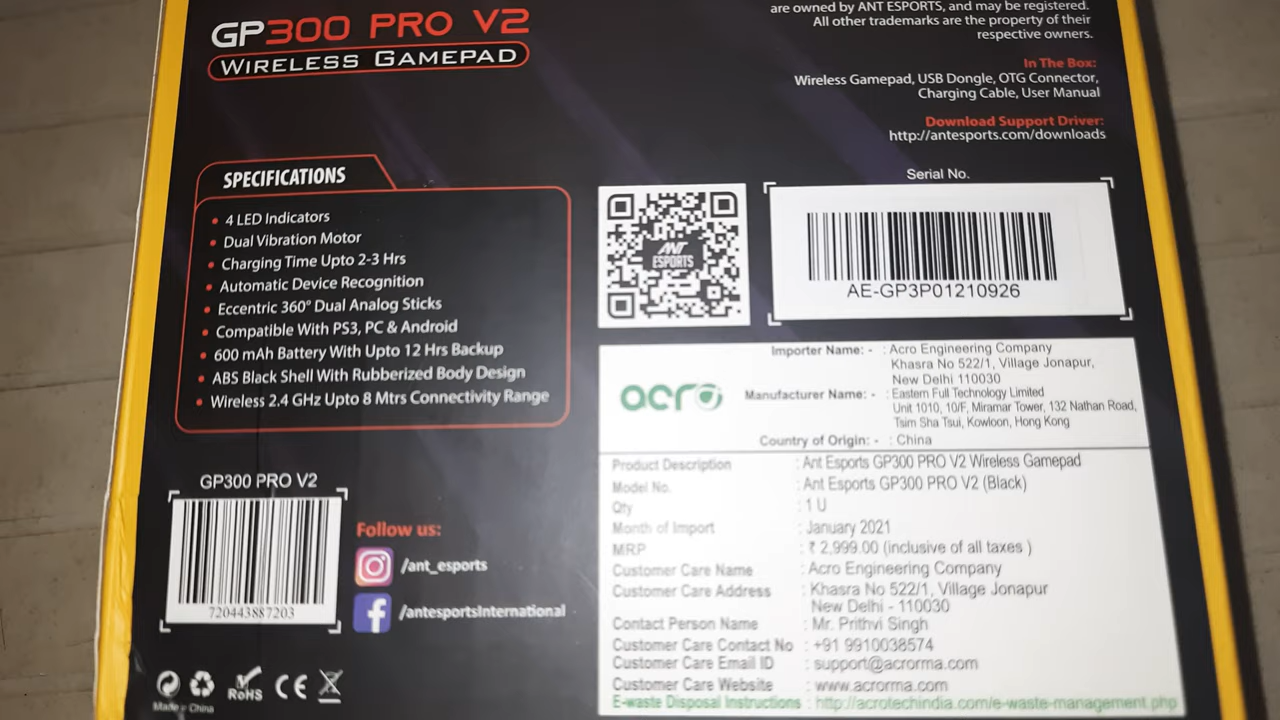 GP300 PRO V2
WIRELESS GAMEPAD
are owned by ANT ESPORTS, and may be registered.
All other trademarks are the property of their
respective owners.
In The Box:
Wireless Gamepad, USB Dongle, OTG Connector,
Charging Cable, User Manual
Download Support Driver:
http://antesports.com/downloads
SPECIFICATIONS
• 4 LED Indicators
• Dual Vibration Motor
• Charging Time Upto 2-3 Hrs
• Automatic Device Recognition
• Eccentric 360° Dual Analog Sticks
• Compatible With PS3, PC & Android
• 600 mAh Battery With Upto 12 Hrs Backup
• ABS Black Shell With Rubberized Body Design
• Wireless 2.4 GHz Upto 8 Mtrs Connectivity Range
ANT
ESPORTS
Serial No.
AE-GP3P01210926
GP300 PRO V2
720443887203
Follow us:
/ant_esports
/antesportsInternational
RoHS
CE
Made in China
acro
Importer Name: - : Acro Engineering Company
Khasra No 522/1, Village Jonapur,
New Delhi 110030
Manufacturer Name: - : Eastern Full Technology Limited
Unit 1010, 10/F, Miramar Tower, 132 Nathan Road,
Tsim Sha Tsui, Kowloon, Hong Kong
Country of Origin: - : China
Product Description : Ant Esports GP300 PRO V2 Wireless Gamepad
Model No. : Ant Esports GP300 PRO V2 (Black)
Qty : 1 U
Month of Import : January 2021
MRP : ₹ 2,999.00 (inclusive of all taxes )
Customer Care Name : Acro Engineering Company
Customer Care Address : Khasra No 522/1, Village Jonapur
New Delhi - 110030
Contact Person Name : Mr. Prithvi Singh
Customer Care Contact No : +91 9910038574
Customer Care Email ID : support@acrorma.com
Customer Care Website : www.acrorma.com
E-waste Disposal Instructions : http://acrotechindia.com/e-waste-management.php